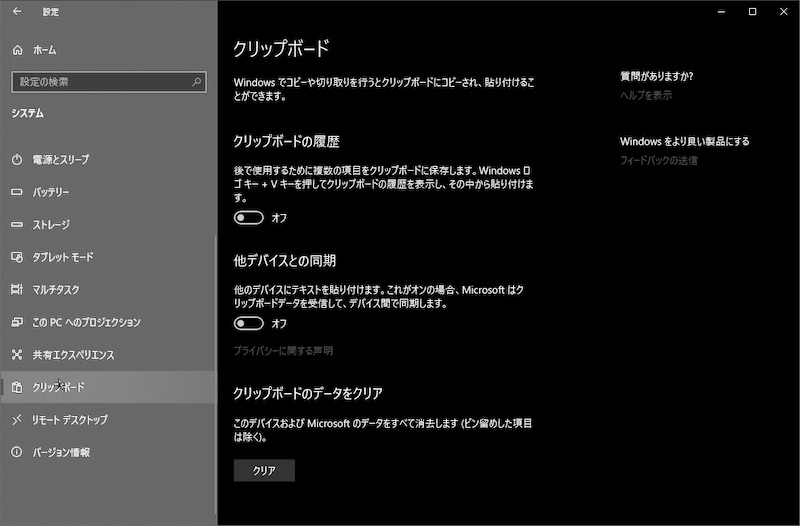 設定
ホーム
設定の検索
システム
電源とスリープ
バッテリー
ストレージ
タブレット モード
マルチタスク
この PC へのプロジェクション
共有エクスペリエンス
クリップボード
リモート デスクトップ
バージョン情報
クリップボード
Windows でコピーや切り取りを行うとクリップボードにコピーされ、貼り付けるこ
とができます。
クリップボードの履歴
後で使用するために複数の項目をクリップボードに保存します。Windows ロ
ゴ キー + V キーを押してクリップボードの履歴を表示し、その中から貼り付けま
す。
オフ
他デバイスとの同期
他のデバイスにテキストを貼り付けます。これがオンの場合、Microsoft はク
リップボードデータを受信して、デバイス間で同期します。
オフ
プライバシーに関する声明
クリップボードのデータをクリア
このデバイスおよび Microsoft のデータをすべて消去します (ピン留めした項目
は除く)。
クリア
質問がありますか?
ヘルプを表示
Windows をより良い製品にする
フィードバックの送信